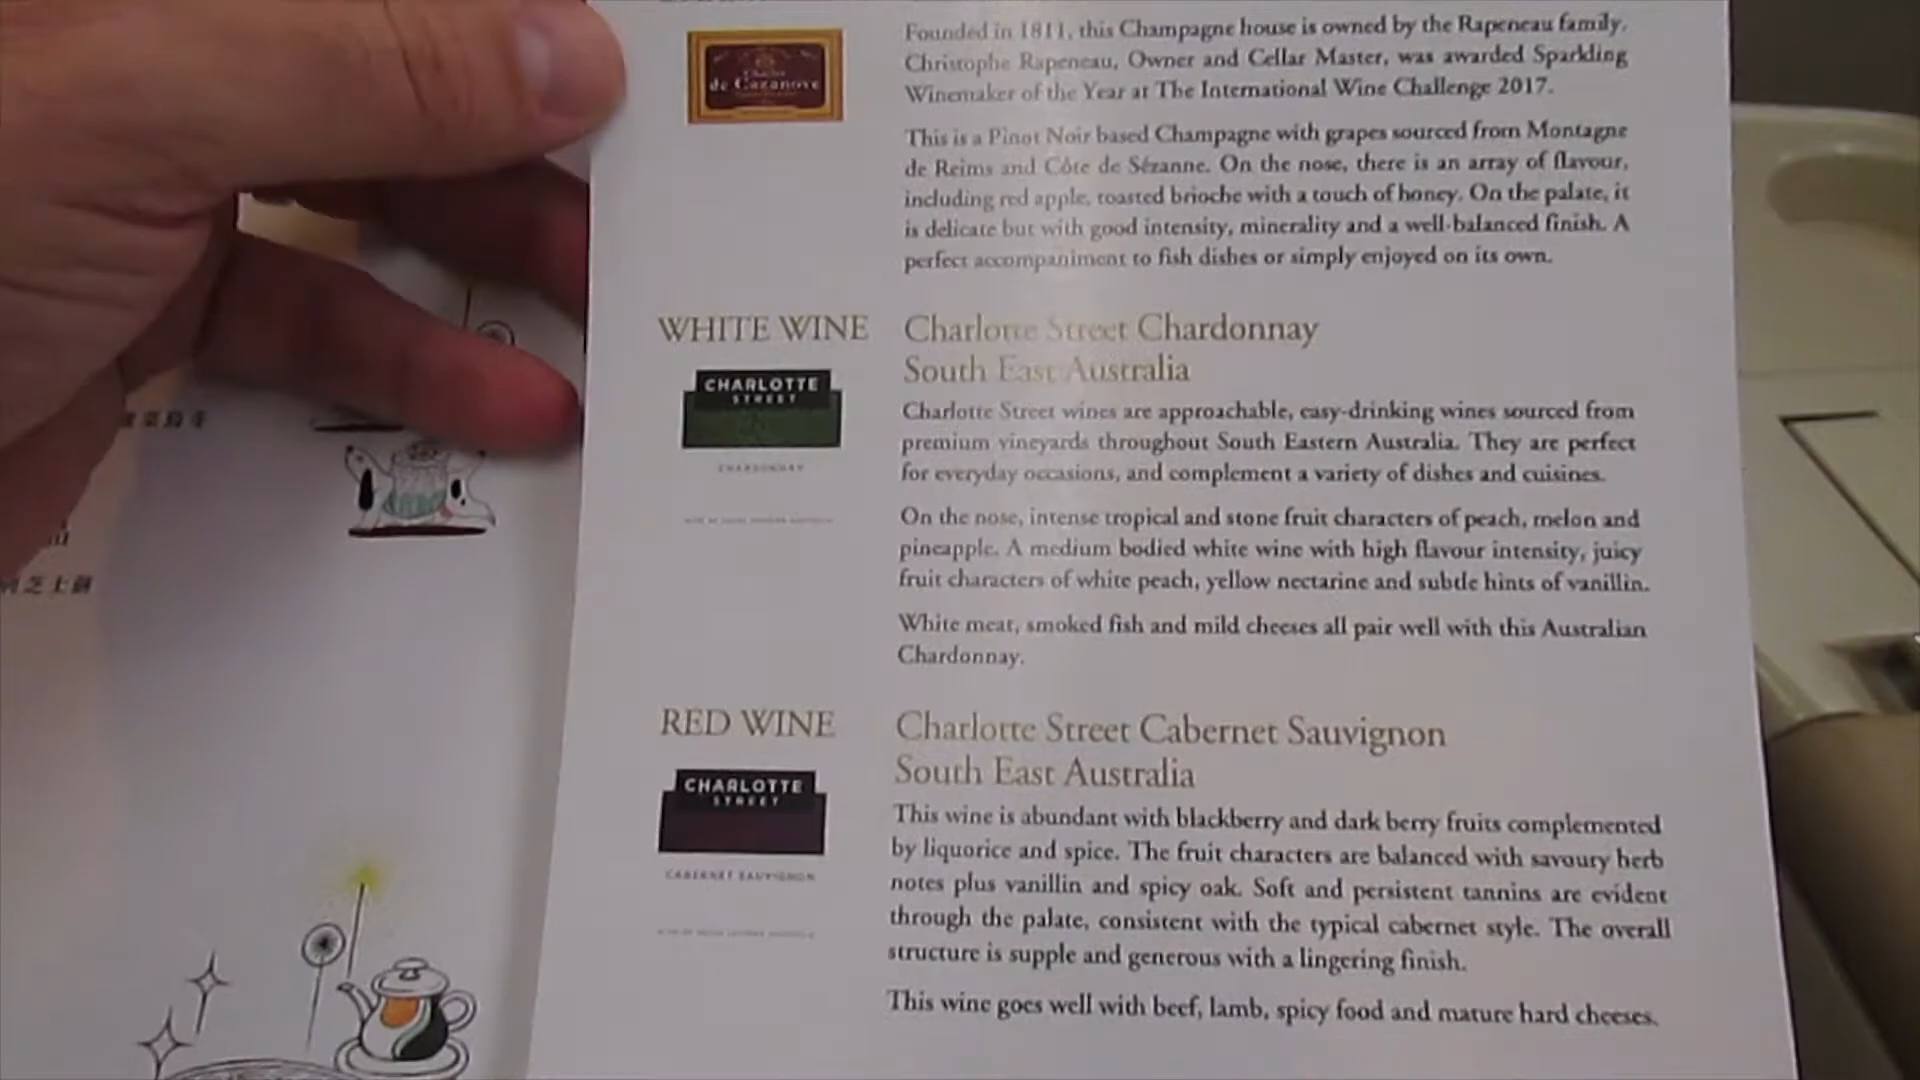 Founded in 1811, this Champagne house is owned by the Rapeneau family.
Christophe Rapeneau, Owner and Cellar Master, was awarded Sparkling
Winemaker of the Year at The International Wine Challenge 2017.
de Cazanove
This is a Pinot Noir based Champagne with grapes sourced from Montagne
de Reims and Côte de Sézanne. On the nose, there is an array of flavour,
including red apple, toasted brioche with a touch of honey. On the palate, it
is delicate but with good intensity, minerality and a well-balanced finish. A
perfect accompaniment to fish dishes or simply enjoyed on its own.
WHITE WINE
Charlotte Street Chardonnay
South East Australia
CHARLOTTE
STREET
CHARDONNAY
Charlotte Street wines are approachable, easy-drinking wines sourced from
premium vineyards throughout South Eastern Australia. They are perfect
for everyday occasions, and complement a variety of dishes and cuisines.
On the nose, intense tropical and stone fruit characters of peach, melon and
pineapple. A medium bodied white wine with high flavour intensity, juicy
fruit characters of white peach, yellow nectarine and subtle hints of vanillin.
White meat, smoked fish and mild cheeses all pair well with this Australian
Chardonnay.
RED WINE
Charlotte Street Cabernet Sauvignon
South East Australia
CHARLOTTE
STREET
CABERNET SAUVIGNON
This wine is abundant with blackberry and dark berry fruits complemented
by liquorice and spice. The fruit characters are balanced with savoury herb
notes plus vanillin and spicy oak. Soft and persistent tannins are evident
through the palate, consistent with the typical cabernet style. The overall
structure is supple and generous with a lingering finish.
This wine goes well with beef, lamb, spicy food and mature hard cheeses.